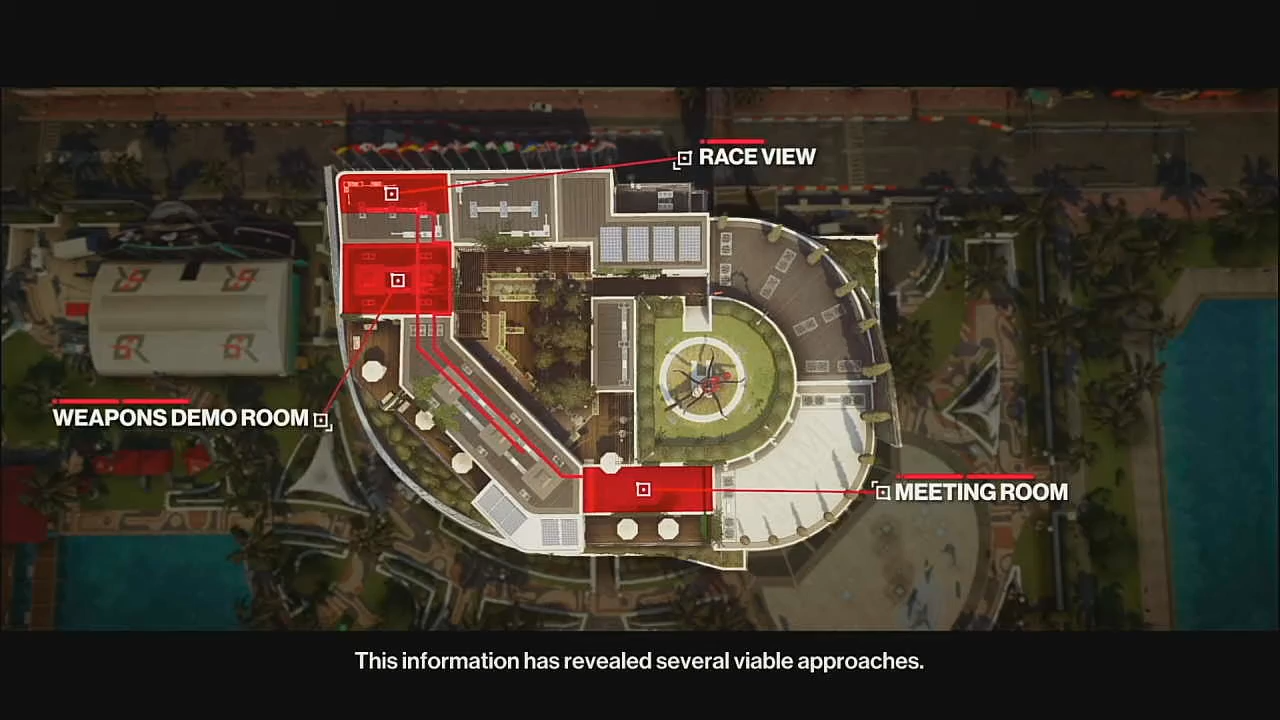 RACE VIEW
WEAPONS DEMO ROOM
MEETING ROOM
This information has revealed several viable approaches.